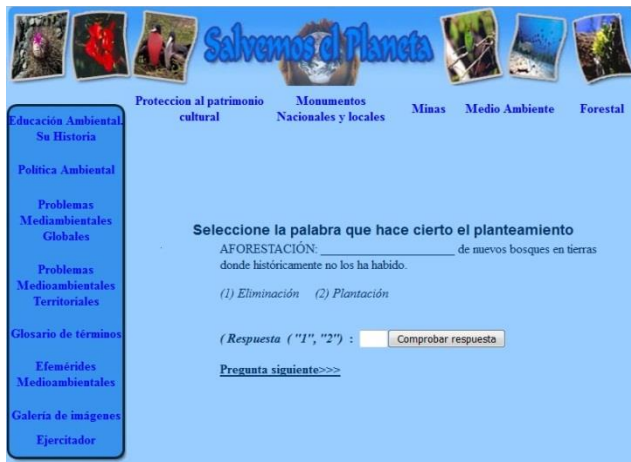 Salvemos el Planeta
Proteccion al patrimonio
cultural
Monumentos
Nacionales y locales
Minas
Medio Ambiente
Forestal
Educación Ambiental.
Su Historia
Política Ambiental
Problemas
Mediambientales
Globales
Problemas
Medioambientales
Territoriales
Glosario de términos
Efemérides
Medioambientales
Galería de imágenes
Ejercitador
Seleccione la palabra que hace cierto el planteamiento
AFORESTACIÓN: ________________________ de nuevos bosques en tierras
donde históricamente no los ha habido.
(1) Eliminación (2) Plantación
( Respuesta ( "1", "2") : Comprobar respuesta
Pregunta siguiente>>>